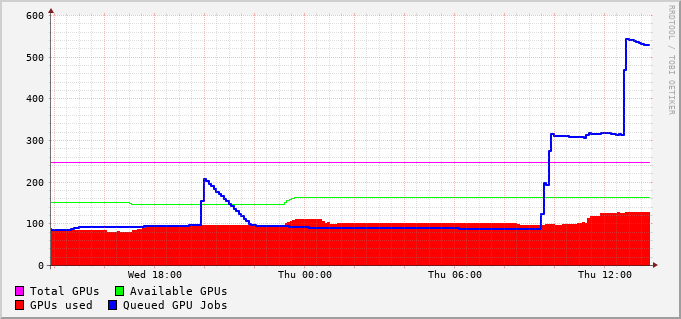 600
500
400
300
200
100
0
Wed 18:00 Thu 00:00 Thu 06:00 Thu 12:00
Total GPUs Available GPUs
GPUs used Queued GPU Jobs
RRDTOOL / TOBI OETIKER